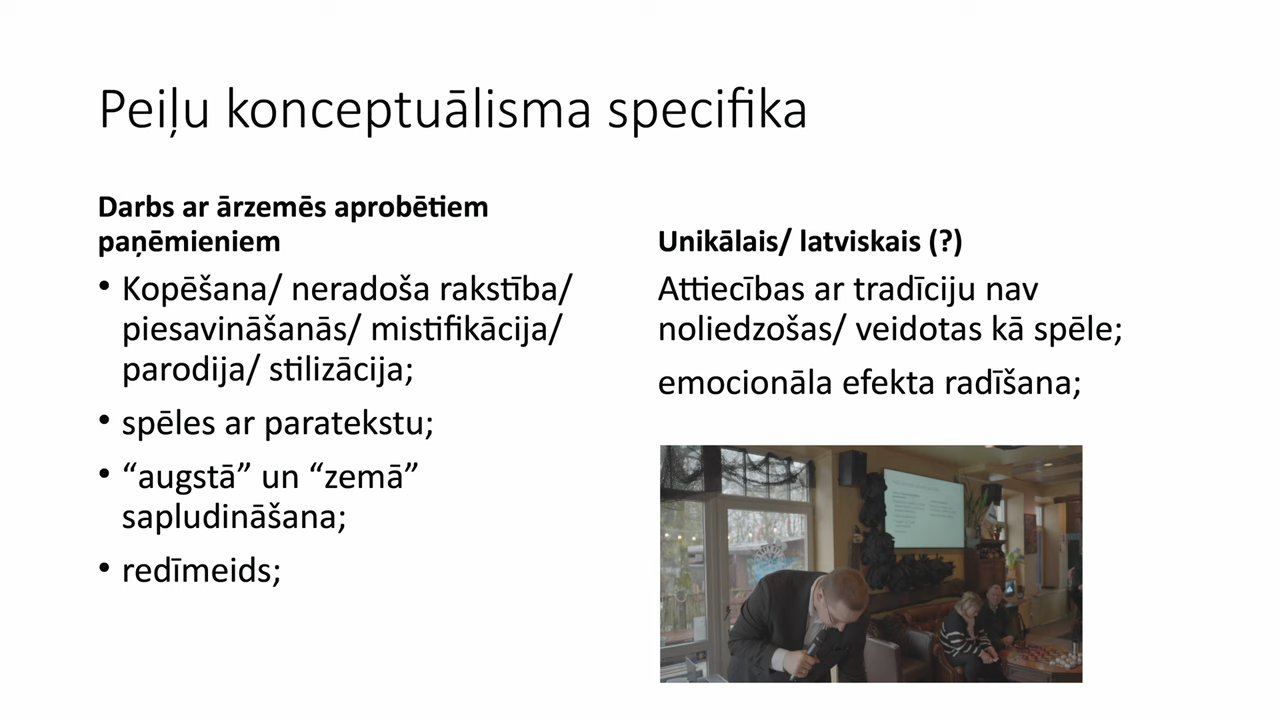 Peiļu konceptuālisma specifika
Darbs ar ārzemēs aprobētiem
paņēmieniem
• Kopēšana/ neradoša rakstība/
piesavināšanās/ mistifikācija/
parodija/ stilizācija;
• spēles ar paratekstu;
• “augstā” un “zemā”
sapludināšana;
• redīmeids;
Unikālais/ latviskais (?)
Attiecības ar tradīciju nav
noliedzošas/ veidotas kā spēle;
emocionāla efekta radīšana;